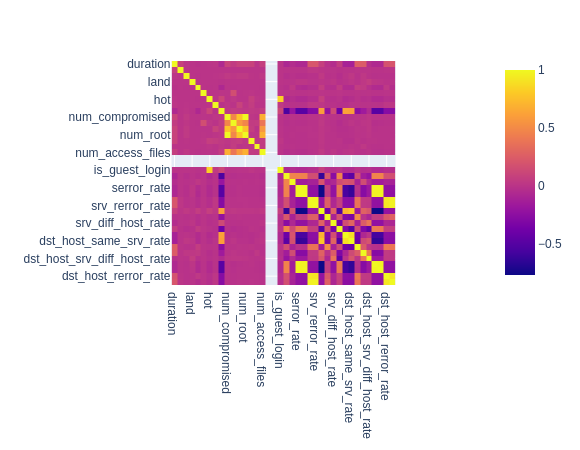 duration
land
hot
num_compromised
num_root
num_access_files
is_guest_login
serror_rate
srv_rerror_rate
srv_diff_host_rate
dst_host_same_srv_rate
dst_host_srv_diff_host_rate
dst_host_rerror_rate
duration
land
hot
num_compromised
num_root
num_access_files
is_guest_login
serror_rate
srv_rerror_rate
srv_diff_host_rate
dst_host_same_srv_rate
dst_host_srv_diff_host_rate
dst_host_rerror_rate
1
0.5
0
−0.5